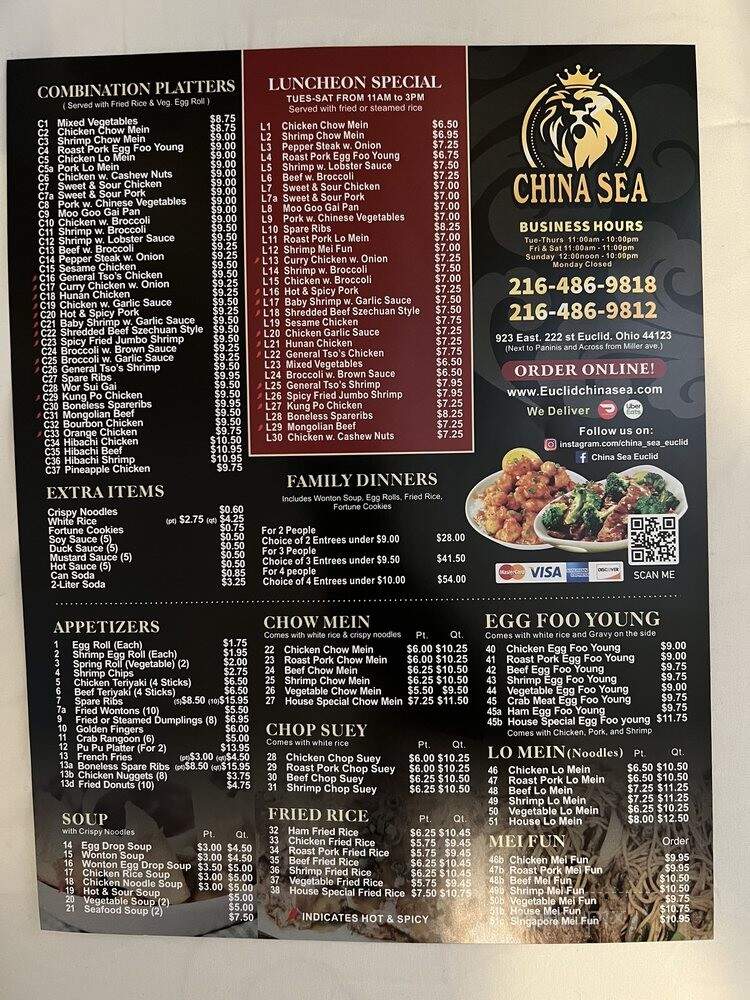 COMBINATION PLATTERS
( Served with Fried Rice & Veg. Egg Roll )
C1 Mixed Vegetables $8.75
C2 Chicken Chow Mein $8.75
C3 Shrimp Chow Mein $9.00
C4 Roast Pork Egg Foo Young $9.00
C5 Chicken Lo Mein $9.00
C5a Pork Lo Mein $9.00
C6 Chicken w. Cashew Nuts $9.00
C7 Sweet & Sour Chicken $9.00
C7a Sweet & Sour Pork $9.00
C8 Pork w. Chinese Vegetables $9.00
C9 Moo Goo Gai Pan $9.00
C10 Chicken w. Broccoli $9.00
C11 Shrimp w. Broccoli $9.50
C12 Shrimp w. Lobster Sauce $9.50
C13 Beef w. Broccoli $9.25
C14 Pepper Steak w. Onion $9.25
C15 Sesame Chicken $9.50
C16 General Tso's Chicken $9.50
C17 Curry Chicken w. Onion $9.25
C18 Hunan Chicken $9.25
C19 Chicken w. Garlic Sauce $9.50
C20 Hot & Spicy Pork $9.25
C21 Baby Shrimp w. Garlic Sauce $9.50
C22 Shredded Beef Szechuan Style $9.50
C23 Spicy Fried Jumbo Shrimp $9.50
C24 Broccoli w. Brown Sauce $9.25
C25 Broccoli w. Garlic Sauce $9.25
C26 General Tso's Shrimp $9.50
C27 Spare Ribs $9.95
C28 Wor Sui Gai $9.50
C29 Kung Po Chicken $9.50
C30 Boneless Spareribs $9.95
C31 Mongolian Beef $9.50
C32 Bourbon Chicken $9.50
C33 Orange Chicken $9.75
C34 Hibachi Chicken $10.50
C35 Hibachi Beef $10.95
C36 Hibachi Shrimp $10.95
C37 Pineapple Chicken $9.75
EXTRA ITEMS
Crispy Noodles $0.60
White Rice (pt) $2.75 (qt) $4.25
Fortune Cookies $0.75
Soy Sauce (5) $0.50
Duck Sauce (5) $0.50
Mustard Sauce (5) $0.50
Hot Sauce (5) $0.50
Can Soda $0.85
2-Liter Soda $3.25
LUNCHEON SPECIAL
TUES-SAT FROM 11AM to 3PM
Served with fried or steamed rice
L1 Chicken Chow Mein $6.50
L2 Shrimp Chow Mein $6.95
L3 Pepper Steak w. Onion $7.25
L4 Roast Pork Egg Foo Young $6.75
L5 Shrimp w. Lobster Sauce $7.50
L6 Beef w. Broccoli $7.25
L7 Sweet & Sour Chicken $7.00
L7a Sweet & Sour Pork $7.00
L8 Moo Goo Gai Pan $7.00
L9 Pork w. Chinese Vegetables $7.00
L10 Spare Ribs $8.25
L11 Roast Pork Lo Mein $7.00
L12 Shrimp Mei Fun $7.00
L13 Curry Chicken w. Onion $7.25
L14 Shrimp w. Broccoli $7.50
L15 Chicken w. Broccoli $7.00
L16 Hot & Spicy Pork $7.25
L17 Baby Shrimp w. Garlic Sauce $7.50
L18 Shredded Beef Szechuan Style $7.50
L19 Sesame Chicken $7.75
L20 Chicken Garlic Sauce $7.25
L21 Hunan Chicken $7.25
L22 General Tso's Chicken $7.75
L23 Mixed Vegetables $6.50
L24 Broccoli w. Brown Sauce $6.50
L25 General Tso's Shrimp $7.95
L26 Spicy Fried Jumbo Shrimp $7.95
L27 Kung Po Chicken $7.25
L28 Boneless Spareribs $8.25
L29 Mongolian Beef $7.25
L30 Chicken w. Cashew Nuts $7.25
FAMILY DINNERS
Includes Wonton Soup, Egg Rolls, Fried Rice,
Fortune Cookies
For 2 People
Choice of 2 Entrees under $9.00 $28.00
For 3 People
Choice of 3 Entrees under $9.50 $41.50
For 4 people
Choice of 4 Entrees under $10.00 $54.00
CHINA SEA
BUSINESS HOURS
Tue-Thurs 11:00am - 10:00pm
Fri & Sat 11:00am - 11:00pm
Sunday 12:00noon - 10:00pm
Monday Closed
216-486-9818
216-486-9812
923 East. 222 st Euclid. Ohio 44123
(Next to Paninis and Across from Miller ave.)
ORDER ONLINE!
www.Euclidchinasea.com
We Deliver Uber Eats
Follow us on:
instagram.com/china_sea_euclid
China Sea Euclid
MasterCard VISA AMERICAN EXPRESS DISCOVER
SCAN ME
APPETIZERS
1 Egg Roll (Each) $1.75
2 Shrimp Egg Roll (Each) $1.95
3 Spring Roll (Vegetable) (2) $2.00
4 Shrimp Chips $2.75
5 Chicken Teriyaki (4 Sticks) $6.50
6 Beef Teriyaki (4 Sticks) $6.50
7 Spare Ribs (5)$8.50 (10)$15.95
7a Fried Wontons (10) $5.50
9 Fried or Steamed Dumplings (8) $6.95
10 Golden Fingers $6.00
11 Crab Rangoon (6) $5.00
12 Pu Pu Platter (For 2) $13.95
13 French Fries (pt)$3.00 (qt)$4.50
13a Boneless Spare Ribs (pt)$8.50 (qt)$15.95
13b Chicken Nuggets (8) $3.75
13d Fried Donuts (10) $4.75
SOUP
with Crispy Noodles Pt. Qt.
14 Egg Drop Soup $3.00 $4.50
15 Wonton Soup $3.00 $4.50
16 Wonton Egg Drop Soup $3.50 $5.00
17 Chicken Rice Soup $3.00 $5.00
18 Chicken Noodle Soup $3.00 $5.00
19 Hot & Sour Soup $5.00
20 Vegetable Soup (2) $5.00
21 Seafood Soup (2) $7.50
CHOW MEIN
Comes with white rice & crispy noodles Pt. Qt.
22 Chicken Chow Mein $6.00 $10.25
23 Roast Pork Chow Mein $6.00 $10.25
24 Beef Chow Mein $6.25 $10.50
25 Shrimp Chow Mein $6.25 $10.50
26 Vegetable Chow Mein $5.50 $9.50
27 House Special Chow Mein $7.25 $11.50
CHOP SUEY
Comes with white rice Pt. Qt.
28 Chicken Chop Suey $6.00 $10.25
29 Roast Pork Chop Suey $6.00 $10.25
30 Beef Chop Suey $6.25 $10.50
31 Shrimp Chop Suey $6.25 $10.50
FRIED RICE Pt. Qt.
32 Ham Fried Rice $6.25 $10.45
33 Chicken Fried Rice $5.75 $9.45
34 Roast Pork Fried Rice $5.75 $9.45
35 Beef Fried Rice $6.25 $10.45
36 Shrimp Fried Rice $6.25 $10.45
37 Vegetable Fried Rice $5.75 $9.45
38 House Special Fried Rice $7.50 $10.75
INDICATES HOT & SPICY
EGG FOO YOUNG
Comes with white rice and Gravy on the side
40 Chicken Egg Foo Young $9.00
41 Roast Pork Egg Foo Young $9.00
42 Beef Egg Foo Young $9.75
43 Shrimp Egg Foo Young $9.75
44 Vegetable Egg Foo Young $9.00
45 Crab Meat Egg Foo Young $9.75
45a Ham Egg Foo Young $9.75
45b House Special Egg Foo young $11.75
Comes with Chicken, Pork, and Shrimp
LO MEIN(Noodles) Pt. Qt.
46 Chicken Lo Mein $6.50 $10.50
47 Roast Pork Lo Mein $6.50 $10.50
48 Beef Lo Mein $7.25 $11.25
49 Shrimp Lo Mein $7.25 $11.25
50 Vegetable Lo Mein $6.25 $10.25
51 House Lo Mein $8.00 $12.50
MEI FUN Order
46b Chicken Mei Fun $9.95
47b Roast Pork Mei Fun $9.95
48b Beef Mei Fun $10.50
49b Shrimp Mei Fun $10.50
50b Vegetable Mei Fun $9.75
51b House Mei Fun $10.75
51c Singapore Mei Fun $10.95